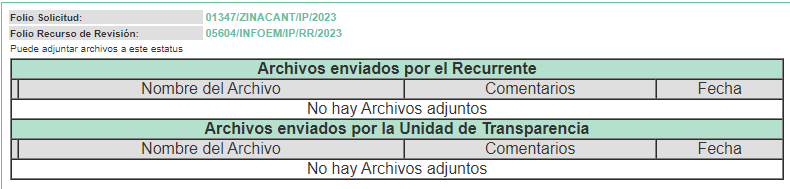 Folio Solicitud: 01347/ZINACANT/IP/2023
Folio Recurso de Revisión: 05604/INFOEM/IP/RR/2023
Puede adjuntar archivos a este estatus
Archivos enviados por el Recurrente
Nombre del Archivo Comentarios Fecha
No hay Archivos adjuntos
Archivos enviados por la Unidad de Transparencia
Nombre del Archivo Comentarios Fecha
No hay Archivos adjuntos